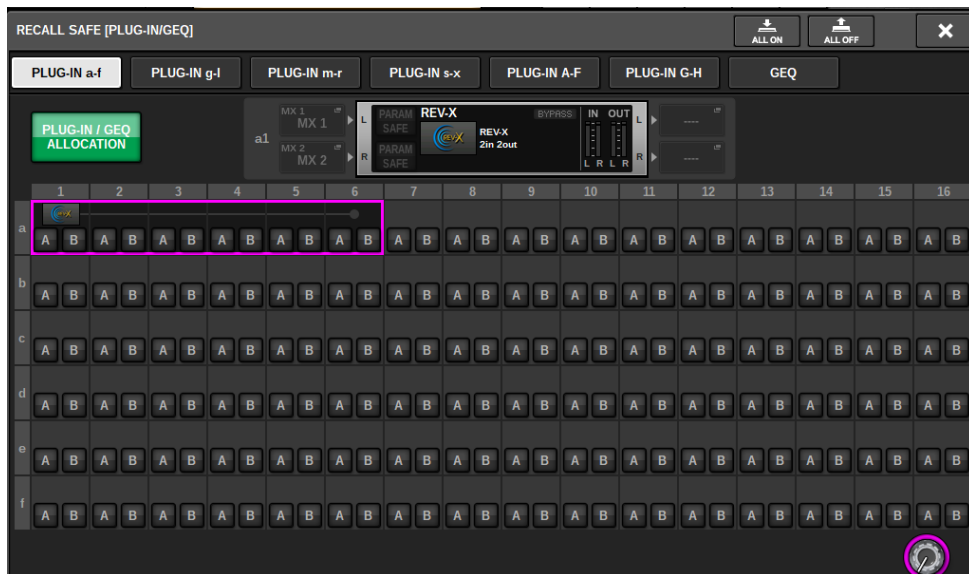 RECALL SAFE [PLUG-IN/GEQ]
ALL ON
ALL OFF
PLUG-IN a-f
PLUG-IN g-l
PLUG-IN m-r
PLUG-IN s-x
PLUG-IN A-F
PLUG-IN G-H
GEQ
PLUG-IN / GEQ
ALLOCATION
a1
MX 1
MX 1
MX 2
MX 2
L
R
PARAM
SAFE
PARAM
SAFE
REV-X
REV-X
BYPASS
REV-X
2in 2out
IN OUT
L R L R
L
R
----
----
1 2 3 4 5 6 7 8 9 10 11 12 13 14 15 16
REV-X
a
A B A B A B A B A B A B A B A B A B A B A B A B A B A B A B A B
b
A B A B A B A B A B A B A B A B A B A B A B A B A B A B A B A B
c
A B A B A B A B A B A B A B A B A B A B A B A B A B A B A B A B
d
A B A B A B A B A B A B A B A B A B A B A B A B A B A B A B A B
e
A B A B A B A B A B A B A B A B A B A B A B A B A B A B A B A B
f
A B A B A B A B A B A B A B A B A B A B A B A B A B A B A B A B